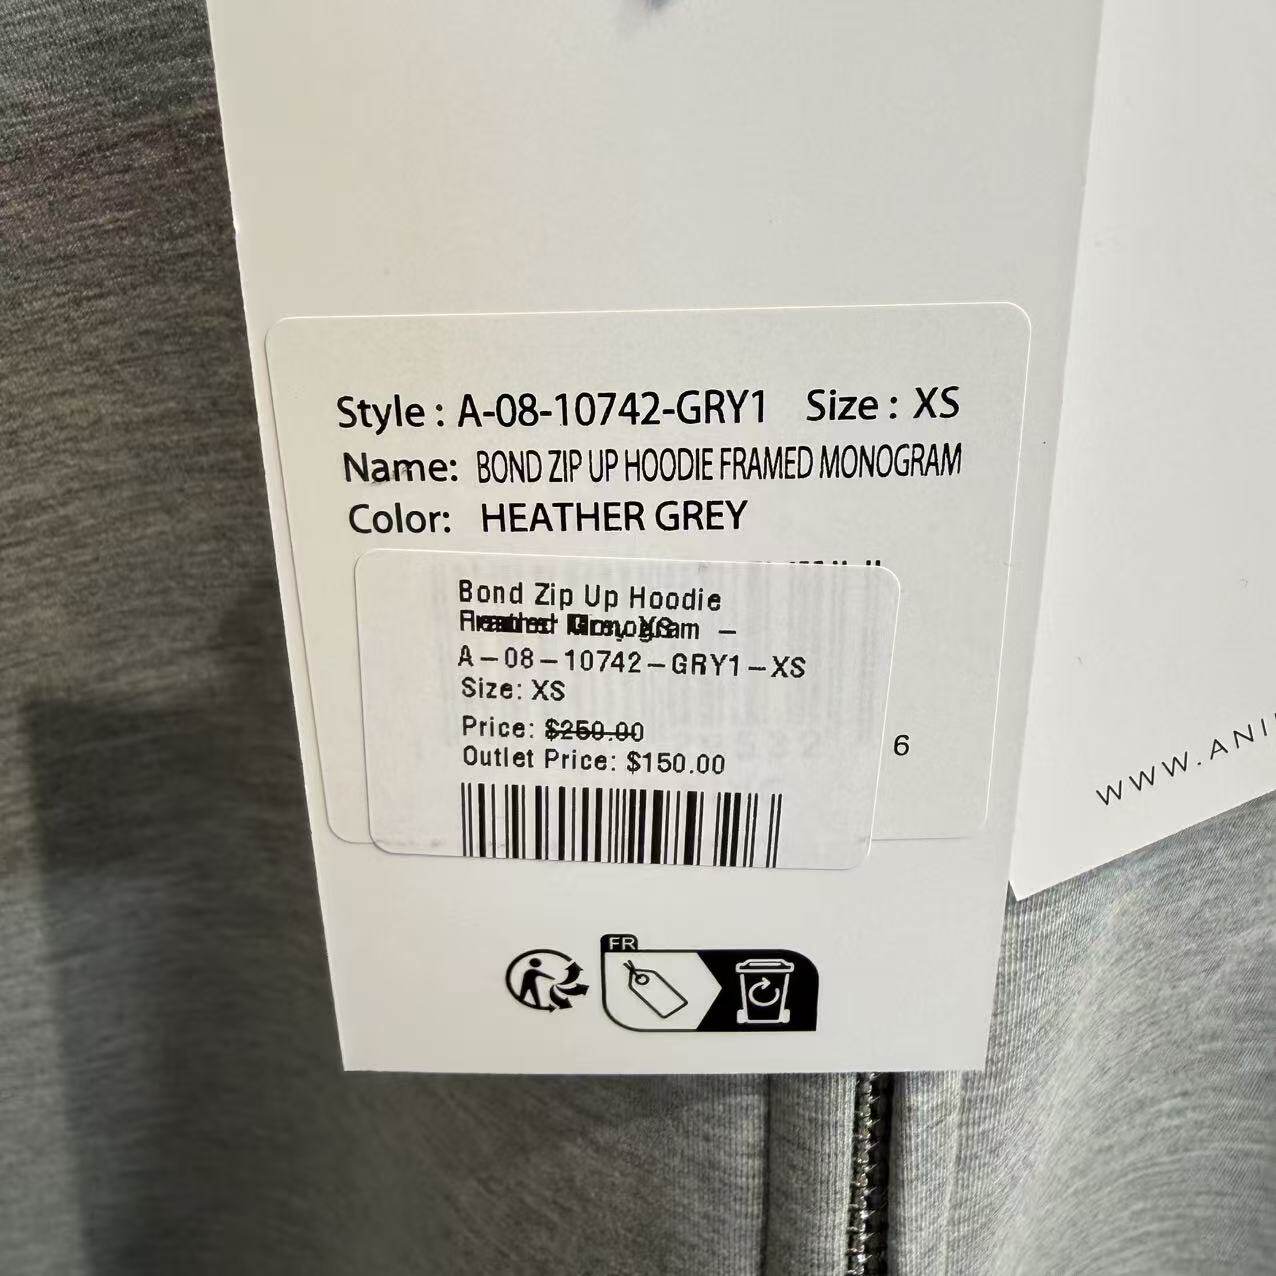 Style : A-08-10742-GRY1 Size : XS
Name: BOND ZIP UP HOODIE FRAMED MONOGRAM
Color: HEATHER GREY
Bond Zip Up Hoodie
A-08-10742-GRY1-XS
Size: XS
Price: $250.00
Outlet Price: $150.00
6
WWW.ANI
FR